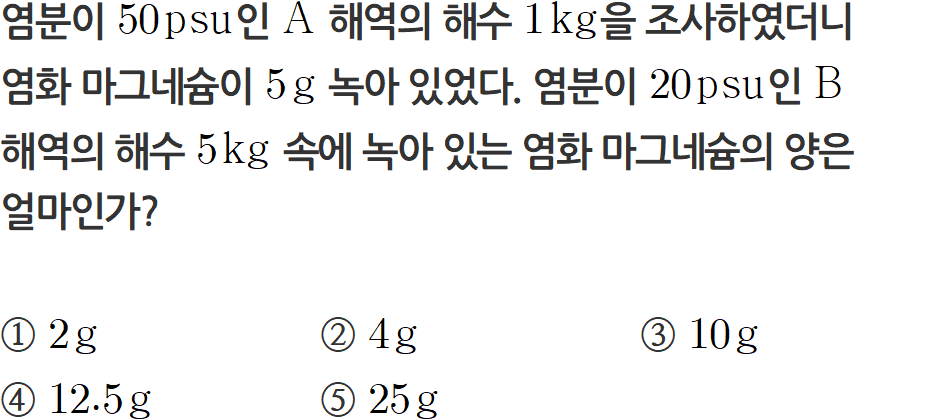 염분이 50psu인 A 해역의 해수 1kg을 조사하였더니
염화 마그네슘이 5g 녹아 있었다. 염분이 20psu인 B
해역의 해수 5kg 속에 녹아 있는 염화 마그네슘의 양은
얼마인가?
① 2g ② 4g ③ 10g
④ 12.5g ⑤ 25g